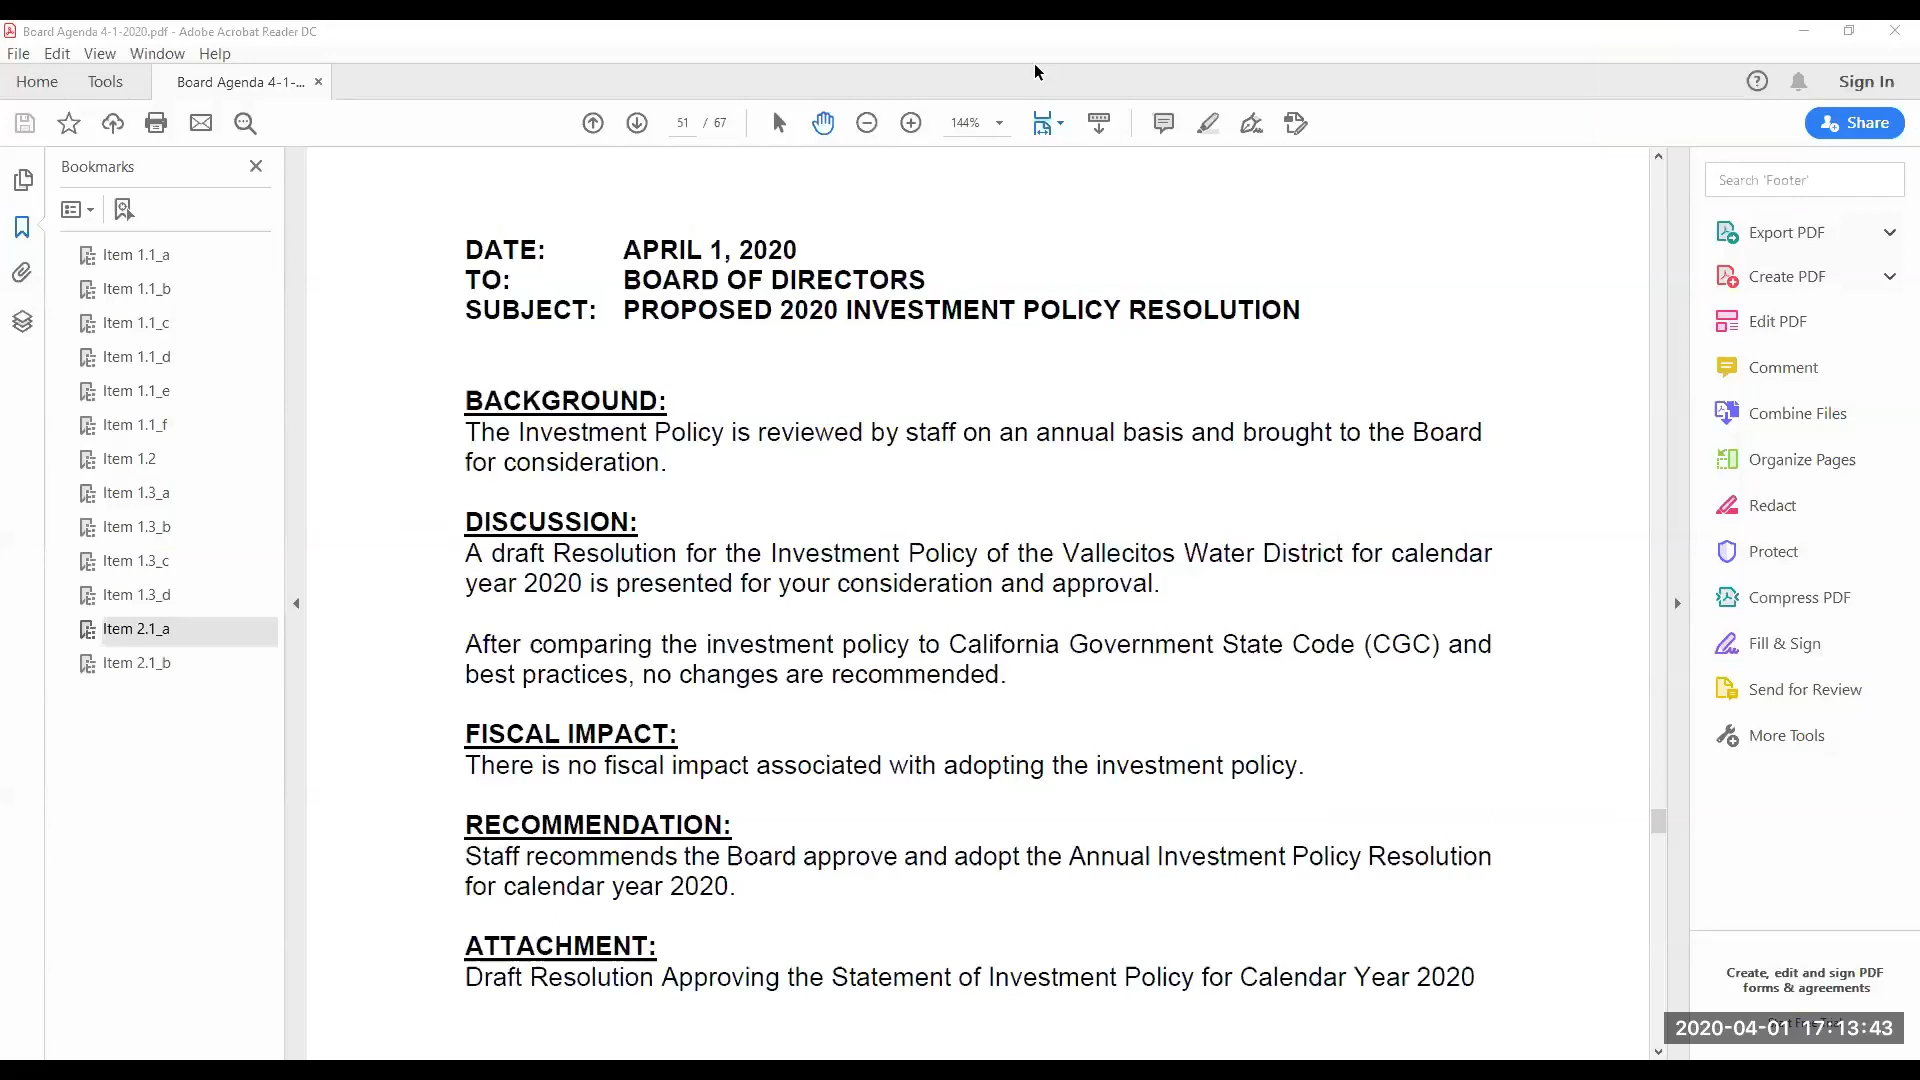 Board Agenda 4-1-2020.pdf - Adobe Acrobat Reader DC
File Edit View Window Help
Home Tools Board Agenda 4-1-... × Sign In
51 / 67 144% Share
Bookmarks
Item 1.1_a
Item 1.1_b
Item 1.1_c
Item 1.1_d
Item 1.1_e
Item 1.1_f
Item 1.2
Item 1.3_a
Item 1.3_b
Item 1.3_c
Item 1.3_d
Item 2.1_a
Item 2.1_b
DATE: APRIL 1, 2020
TO: BOARD OF DIRECTORS
SUBJECT: PROPOSED 2020 INVESTMENT POLICY RESOLUTION
BACKGROUND:
The Investment Policy is reviewed by staff on an annual basis and brought to the Board
for consideration.
DISCUSSION:
A draft Resolution for the Investment Policy of the Vallecitos Water District for calendar
year 2020 is presented for your consideration and approval.
After comparing the investment policy to California Government State Code (CGC) and
best practices, no changes are recommended.
FISCAL IMPACT:
There is no fiscal impact associated with adopting the investment policy.
RECOMMENDATION:
Staff recommends the Board approve and adopt the Annual Investment Policy Resolution
for calendar year 2020.
ATTACHMENT:
Draft Resolution Approving the Statement of Investment Policy for Calendar Year 2020
Search 'Footer'
Export PDF
Create PDF
Edit PDF
Comment
Combine Files
Organize Pages
Redact
Protect
Compress PDF
Fill & Sign
Send for Review
More Tools
Create, edit and sign PDF
forms & agreements
2020-04-01 17:13:43